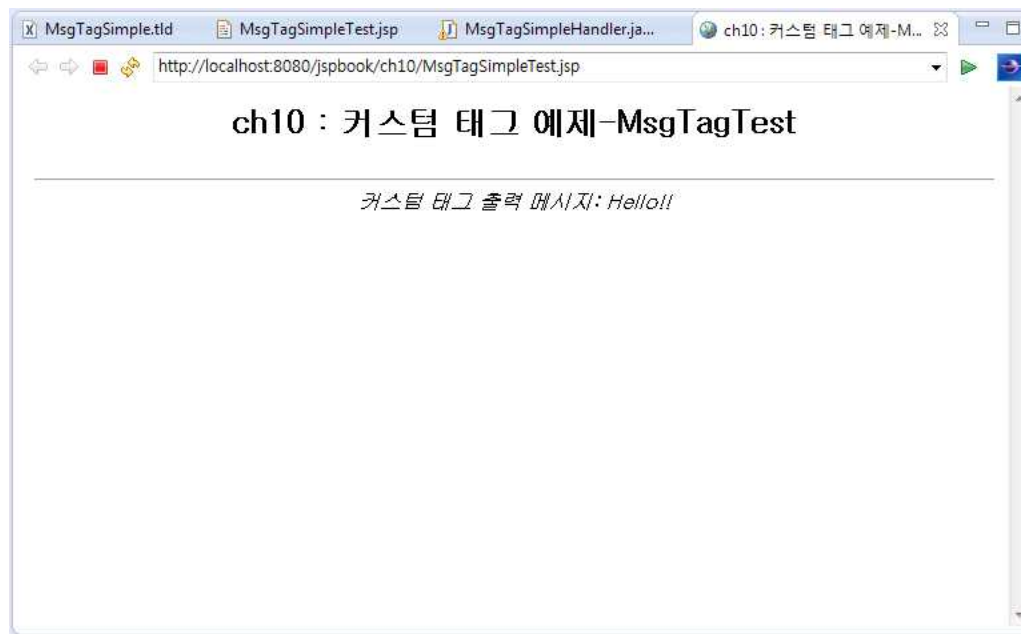 MsgTagSimple.tld MsgTagSimpleTest.jsp MsgTagSimpleHandler.ja... ch10 : 커스텀 태그 예제-M...
http://localhost:8080/jspbook/ch10/MsgTagSimpleTest.jsp
ch10 : 커스텀 태그 예제-MsgTagTest
커스텀 태그 출력 메시지: Hello!!